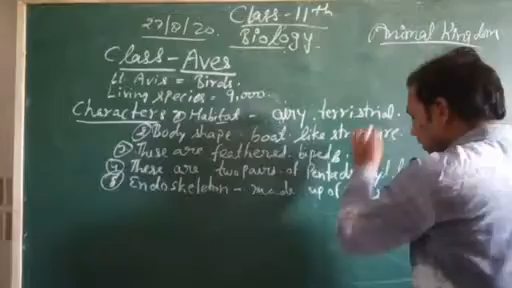 27/8/20.
Class-11th
Biology.
Animal Kingdom
Class-Aves
Lt. Avis = Birds.
Living species = 9,000.
Characters ① Habitat - airy, terristrial.
② Body shape - boat like structure.
③ These are feathered bipeds.
④ These are two pairs of Pentadactyl
⑤ Endoskeleton - made up of